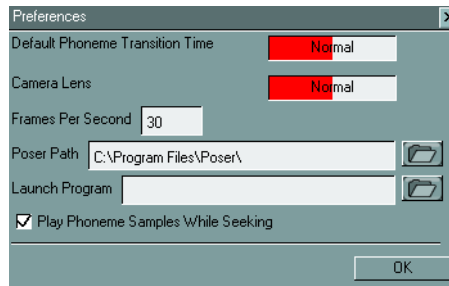 Preferences
Default Phoneme Transition Time Normal
Camera Lens Normal
Frames Per Second 30
Poser Path C:\Program Files\Poser\
Launch Program
Play Phoneme Samples While Seeking
OK